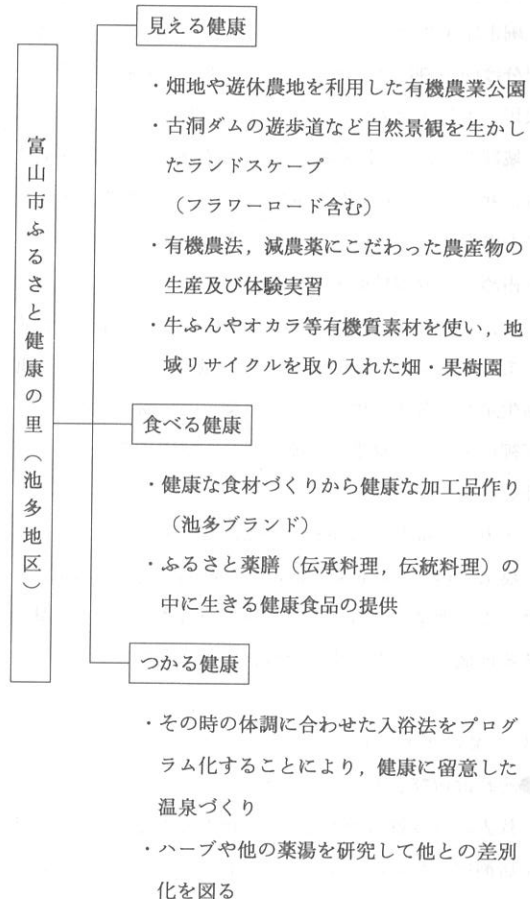 富山市ふるさと健康の里（池多地区）
見える健康
・畑地や遊休農地を利用した有機農業公園
・古洞ダムの遊歩道など自然景観を生かし
たランドスケープ
（フラワーロード含む）
・有機農法，減農薬にこだわった農産物の
生産及び体験実習
・牛ふんやオカラ等有機質素材を使い，地
域リサイクルを取り入れた畑・果樹園
食べる健康
・健康な食材づくりから健康な加工品作り
（池多ブランド）
・ふるさと薬膳（伝承料理，伝統料理）の
中に生きる健康食品の提供
つかる健康
・その時の体調に合わせた入浴法をプログ
ラム化することにより，健康に留意した
温泉づくり
・ハーブや他の薬湯を研究して他との差別
化を図る